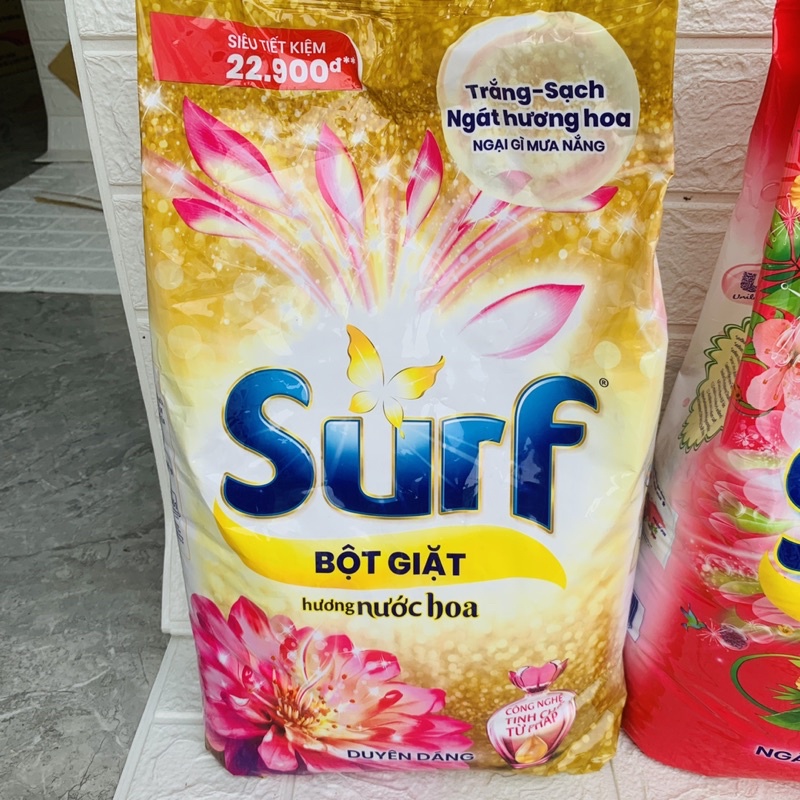 SIÊU TIẾT KIỆM
22.900đ**
Trắng-Sạch
Ngát hương hoa
NGẠI GÌ MƯA NẮNG
Surf®
BỘT GIẶT
hương nước hoa
CÔNG NGHỆ
TINH CHẤT
TỪ PHÁP
DUYÊN DÁNG